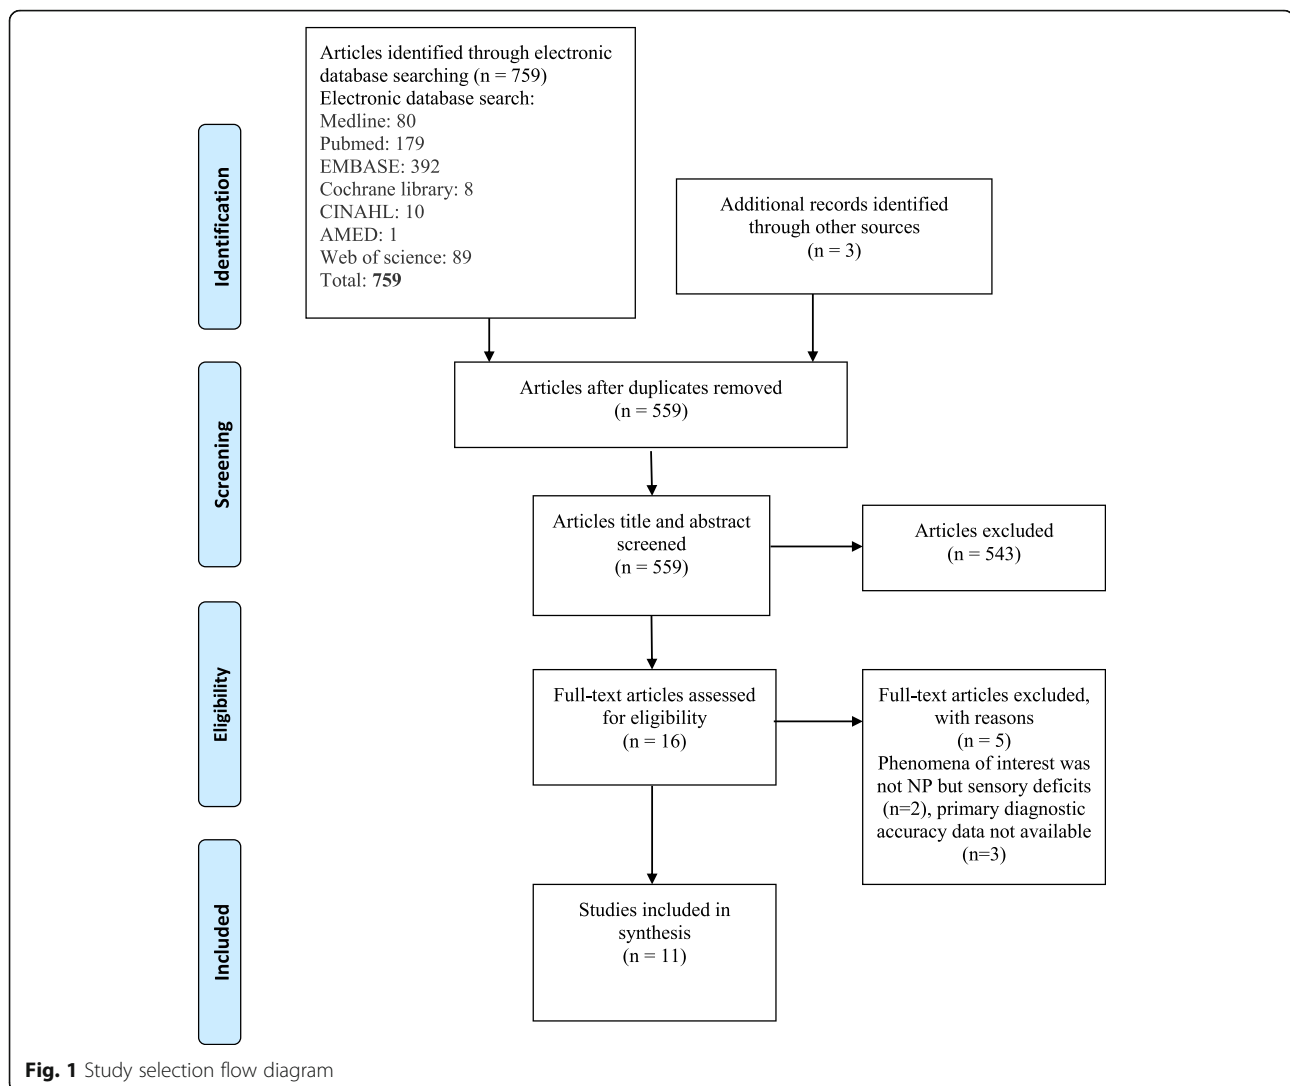 Articles identified through electronic
database searching (n = 759)
Electronic database search:
Medline: 80
Pubmed: 179
EMBASE: 392
Cochrane library: 8
CINAHL: 10
AMED: 1
Web of science: 89
Total: 759
Identification
Additional records identified
through other sources
(n = 3)
Screening
Articles after duplicates removed
(n = 559)
Articles title and abstract
screened
(n = 559)
Articles excluded
(n = 543)
Eligibility
Full-text articles assessed
for eligibility
(n = 16)
Full-text articles excluded,
with reasons
(n = 5)
Phenomena of interest was
not NP but sensory deficits
(n=2), primary diagnostic
accuracy data not available
(n=3)
Included
Studies included in
synthesis
(n = 11)
Fig. 1 Study selection flow diagram